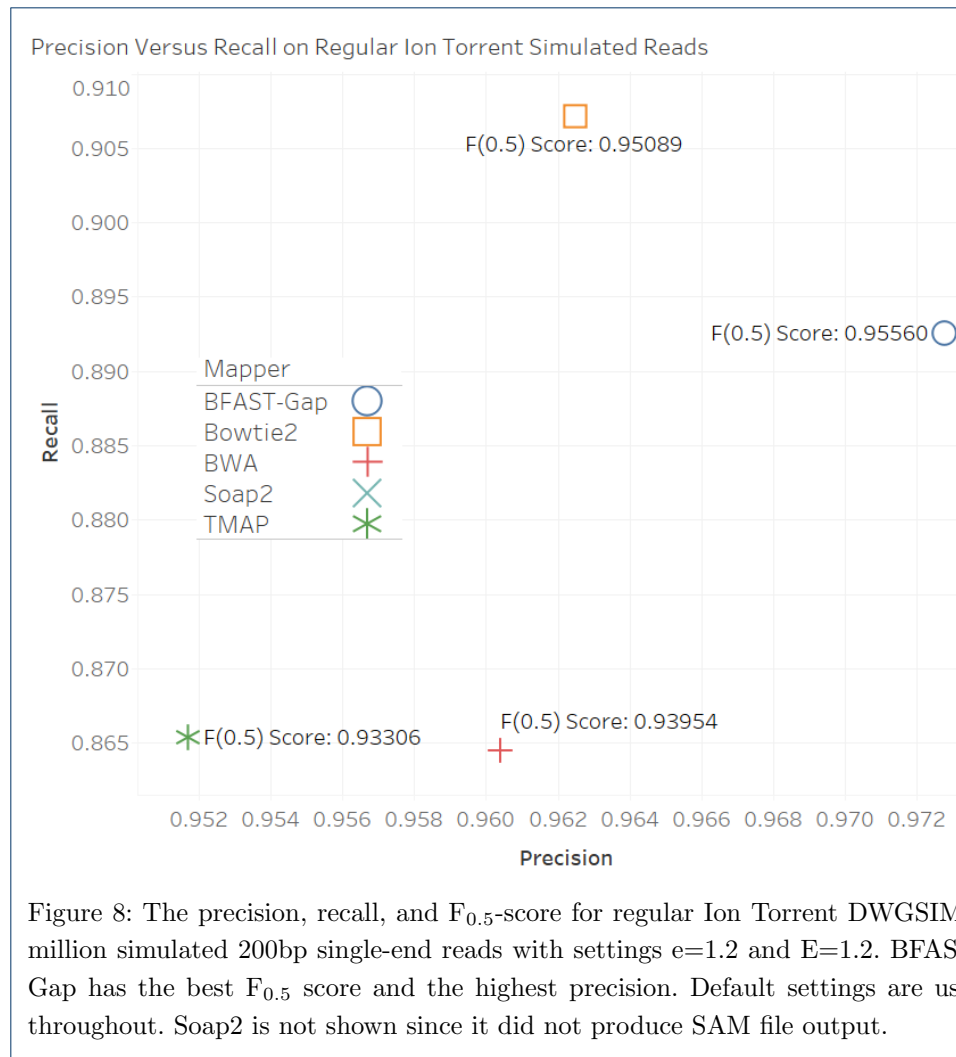 Precision Versus Recall on Regular Ion Torrent Simulated Reads
0.910
F(0.5) Score: 0.95089
0.905
0.900
0.895
F(0.5) Score: 0.95560
0.890
Mapper
BFAST-Gap
Bowtie2
BWA
Soap2
TMAP
Recall
0.885
0.880
0.875
0.870
F(0.5) Score: 0.93954
0.865
F(0.5) Score: 0.93306
0.952 0.954 0.956 0.958 0.960 0.962 0.964 0.966 0.968 0.970 0.972
Precision
Figure 8: The precision, recall, and F0.5-score for regular Ion Torrent DWGSIM
million simulated 200bp single-end reads with settings e=1.2 and E=1.2. BFAS
Gap has the best F0.5 score and the highest precision. Default settings are us
throughout. Soap2 is not shown since it did not produce SAM file output.